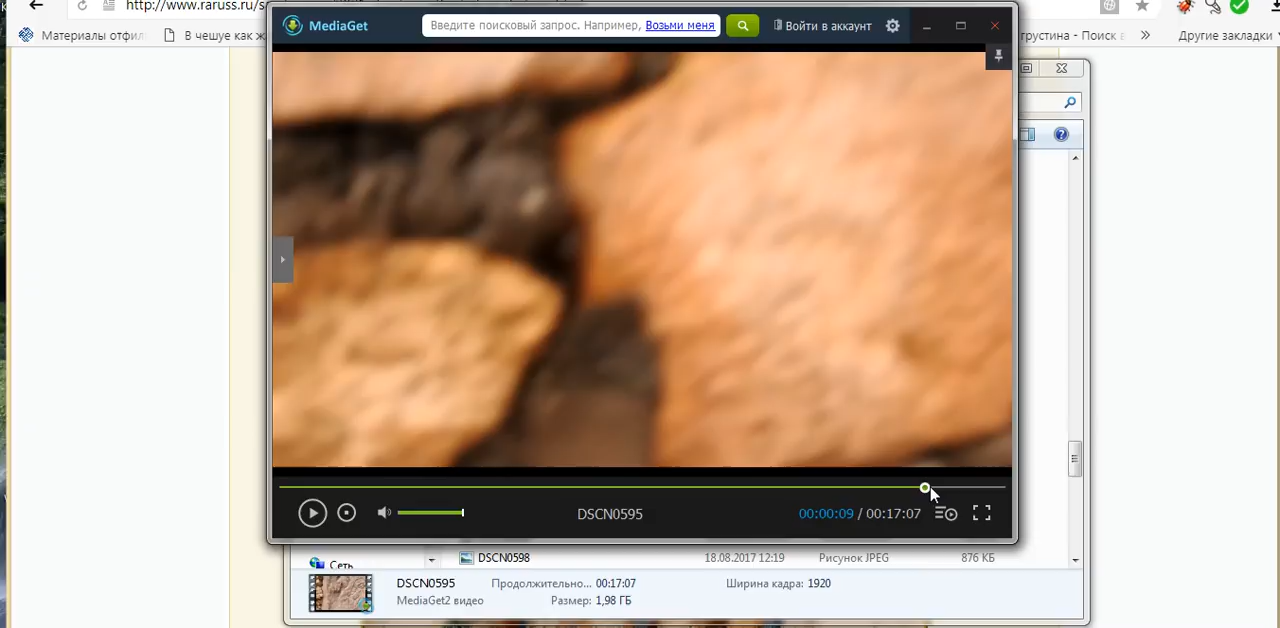 http://www.raruss.ru/s
Материалы отфил
В чешуе как ж
грустина - Поиск в
Другие закладки
MediaGet
Введите поисковый запрос. Например, Возьми меня
Войти в аккаунт
DSCN0595
00:00:09 / 00:17:07
Сеть
DSCN0598
18.08.2017 12:19
Рисунок JPEG
876 КБ
DSCN0595
Продолжительно... 00:17:07
Ширина кадра: 1920
MediaGet2 видео
Размер: 1,98 ГБ